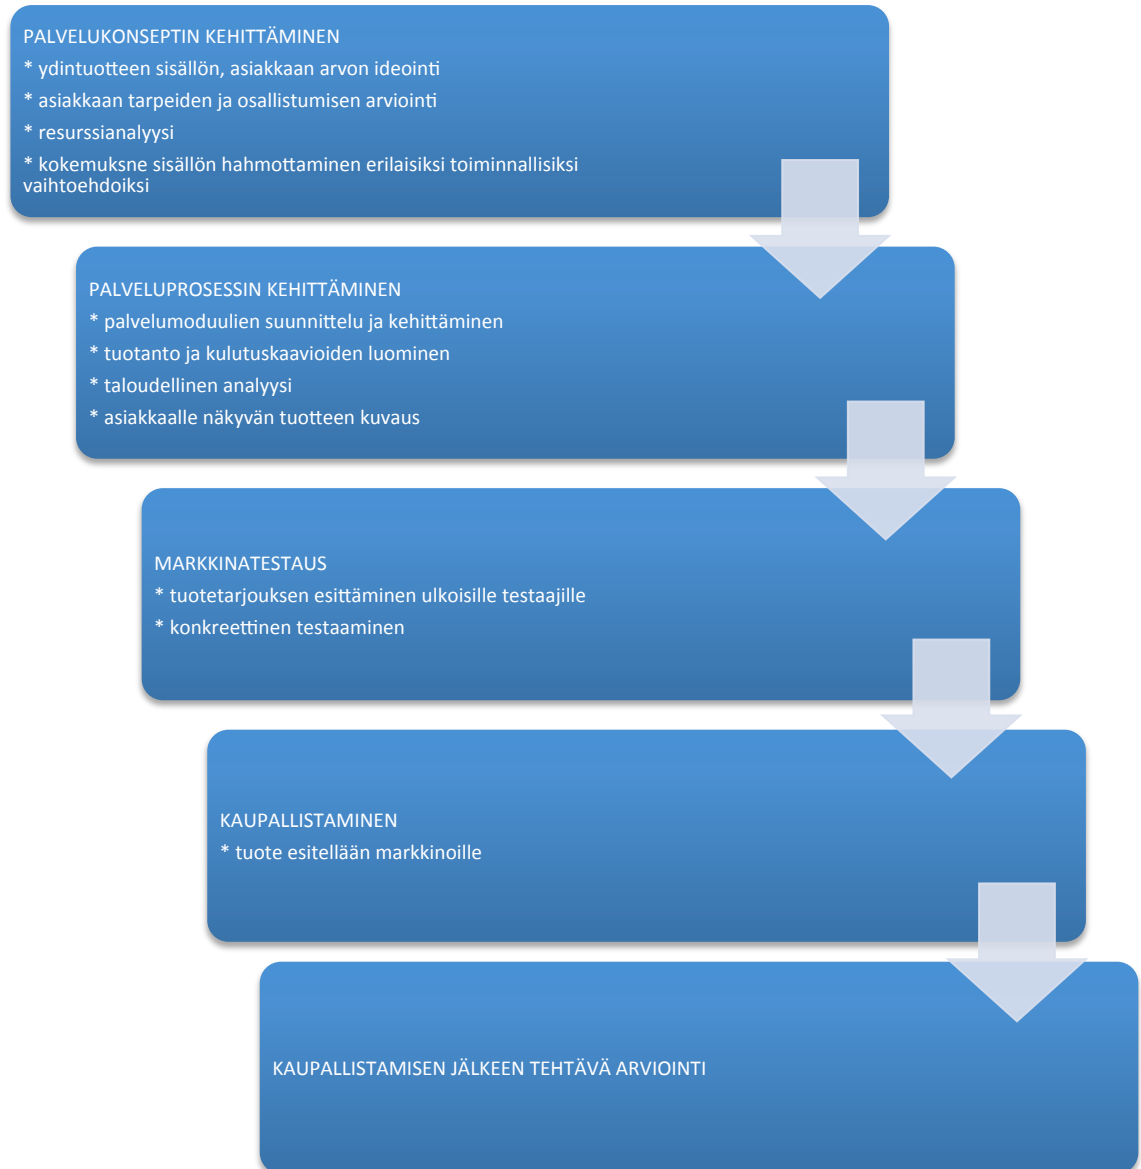 PALVELUKONSEPTIN KEHITTÄMINEN
* ydintuotteen sisällön, asiakkaan arvon ideointi
* asiakkaan tarpeiden ja osallistumisen arviointi
* resurssianalyysi
* kokemuksne sisällön hahmottaminen erilaisiksi toiminnallisiksi
vaihtoehdoiksi
PALVELUPROSESSIN KEHITTÄMINEN
* palvelumoduulien suunnittelu ja kehittäminen
* tuotanto ja kulutuskaavioiden luominen
* taloudellinen analyysi
* asiakkaalle näkyvän tuotteen kuvaus
MARKKINATESTAUS
* tuotetarjouksen esittäminen ulkoisille testaajille
* konkreettinen testaaminen
KAUPALLISTAMINEN
* tuote esitellään markkinoille
KAUPALLISTAMISEN JÄLKEEN TEHTÄVÄ ARVIOINTI